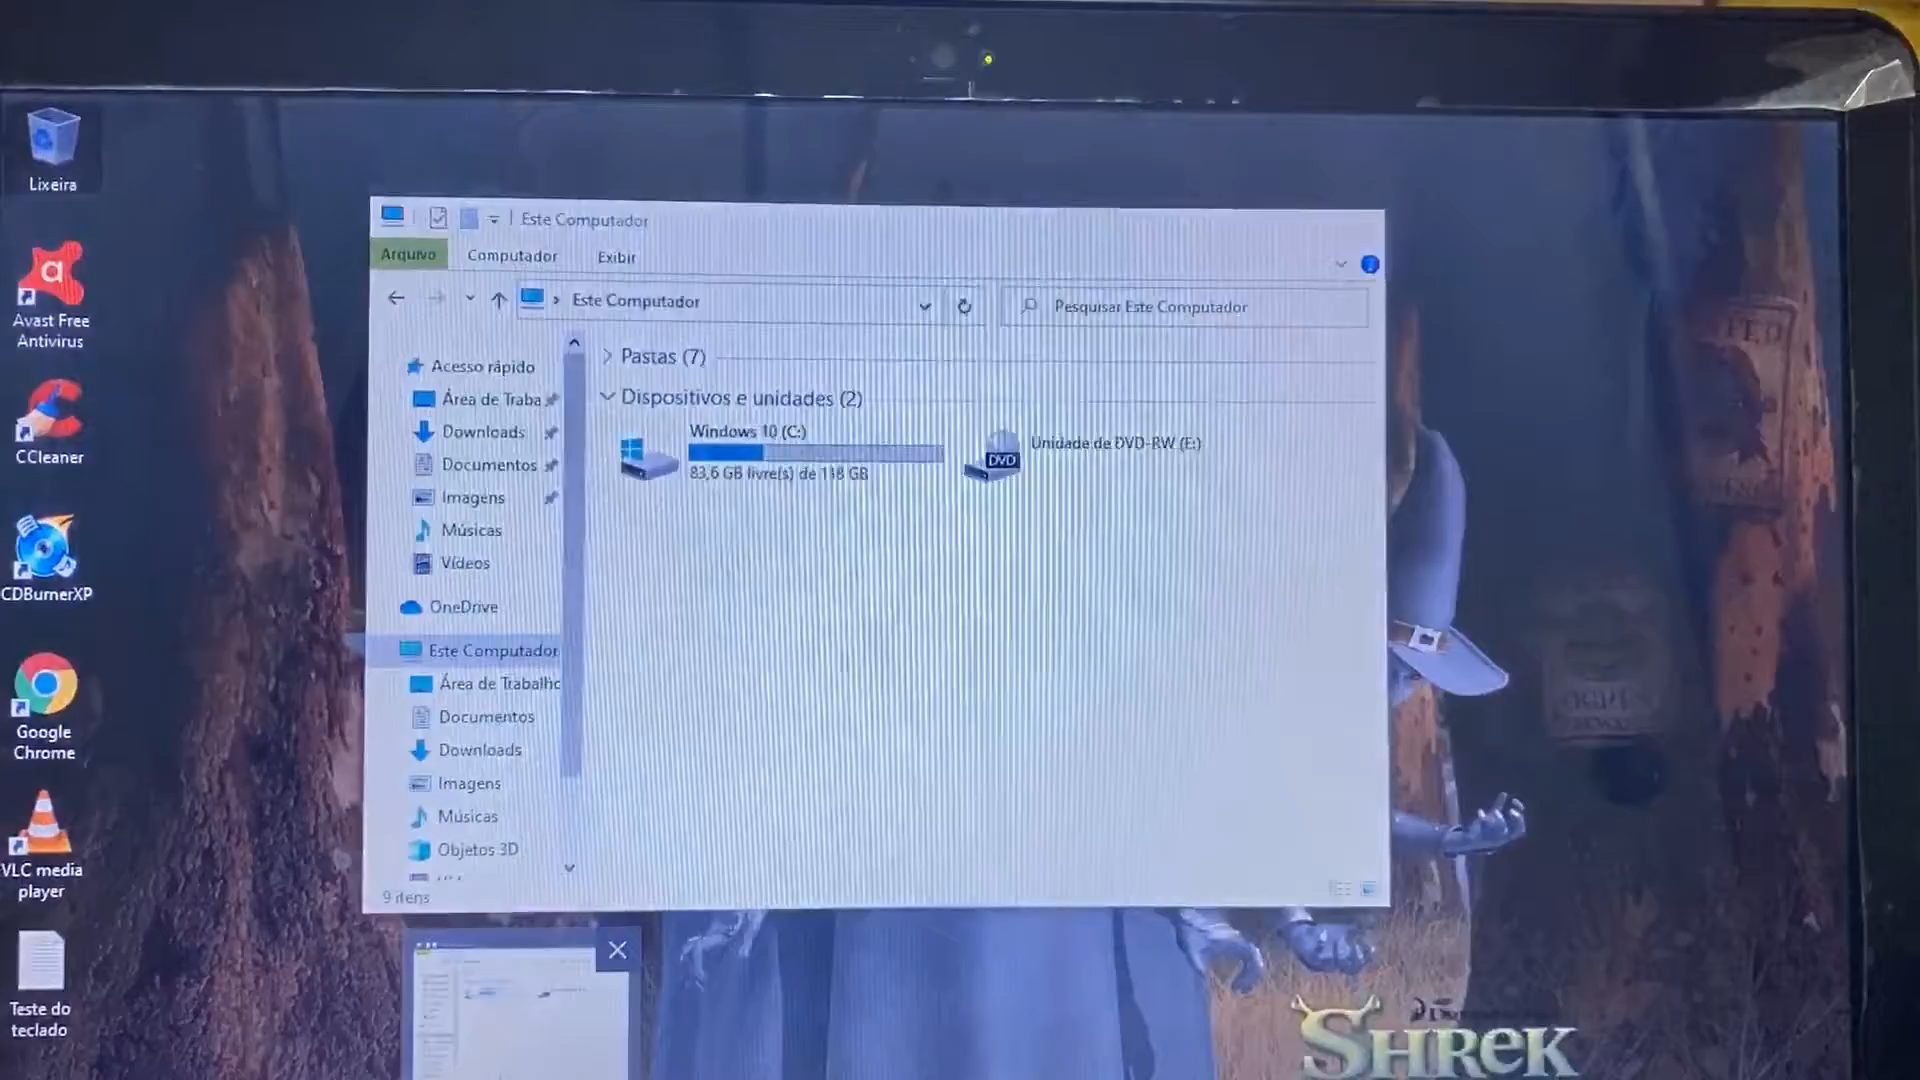 Lixeira
Avast Free
Antivirus
CCleaner
CDBurnerXP
Google
Chrome
VLC media
player
Teste do
teclado
Este Computador
Arquivo
Computador
Exibir
Este Computador
Pesquisar Este Computador
Acesso rápido
Área de Traba
Downloads
Documentos
Imagens
Músicas
Vídeos
OneDrive
Este Computador
Área de Trabalho
Documentos
Downloads
Imagens
Músicas
Objetos 3D
9 itens
Pastas (7)
Dispositivos e unidades (2)
Windows 10 (C:)
83,6 GB livre(s) de 118 GB
DVD
Unidade de DVD-RW (E:)
SHREK